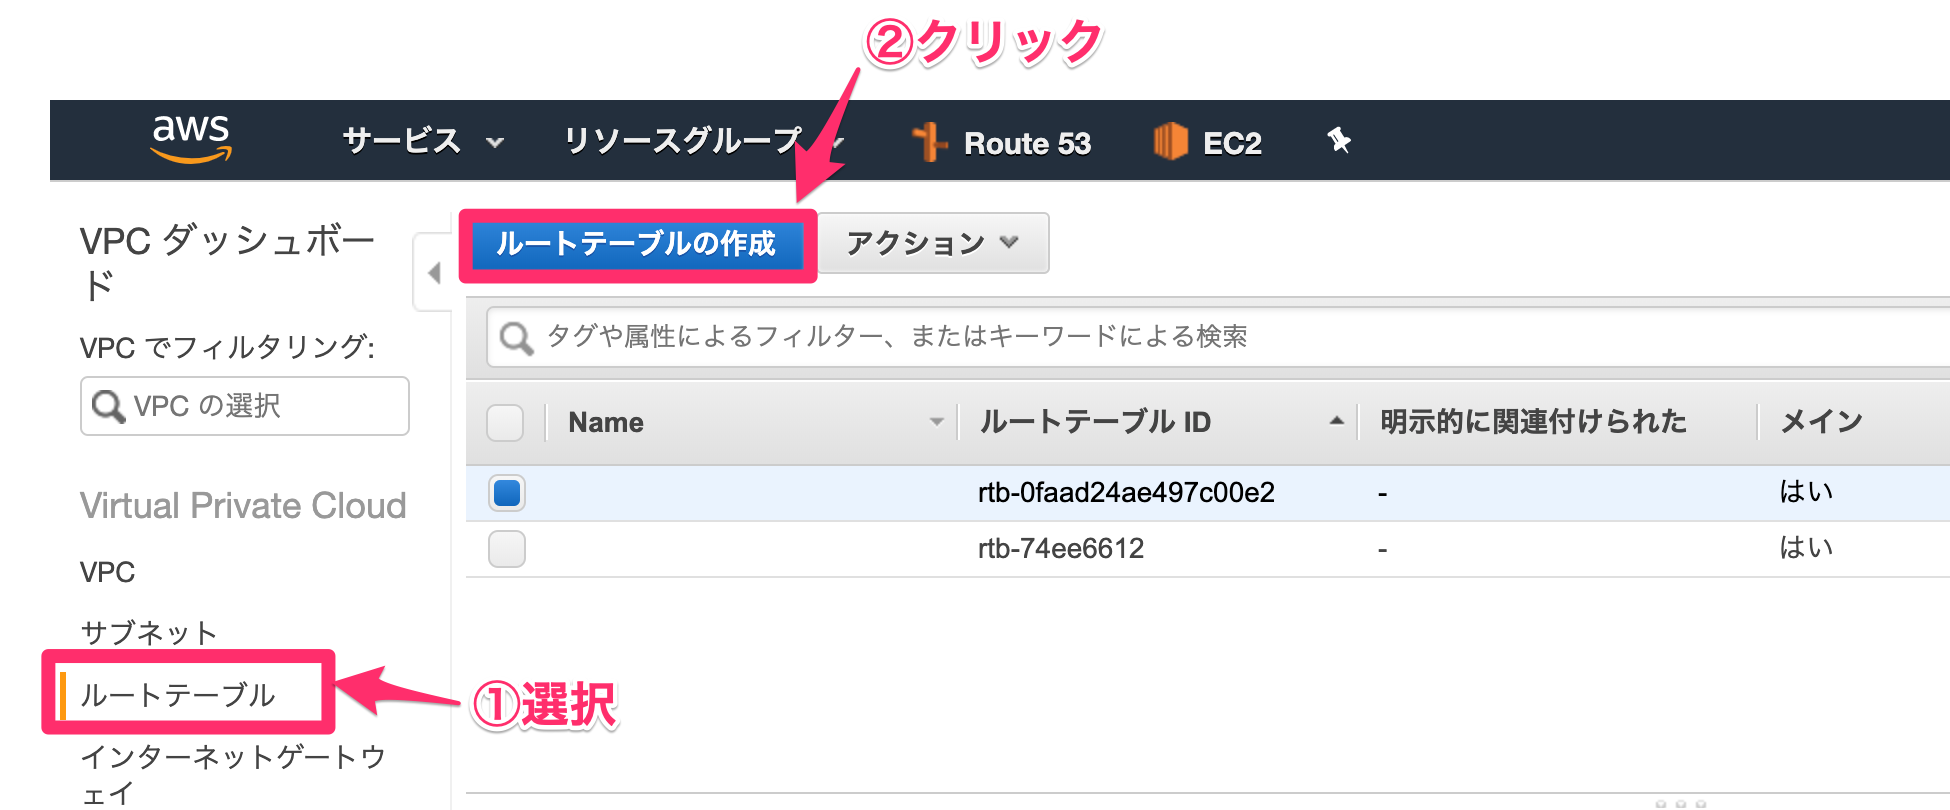 ②クリック
aws サービス リソースグループ Route 53 EC2
VPC ダッシュボー
ド
ルートテーブルの作成 アクション
VPC でフィルタリング:
VPC の選択
タグや属性によるフィルター、またはキーワードによる検索
Name ルートテーブル ID 明示的に関連付けられた メイン
rtb-0faad24ae497c00e2 - はい
rtb-74ee6612 - はい
Virtual Private Cloud
VPC
サブネット
ルートテーブル
①選択
インターネットゲートウ
ェイ